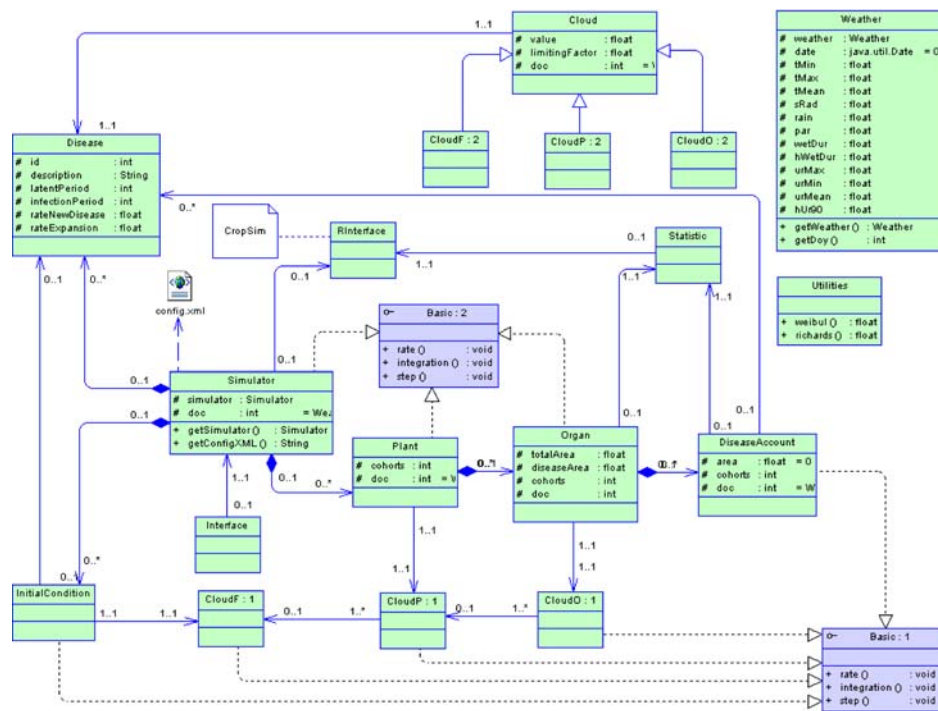 Cloud
# value : float
# limitingFactor : float
# doc : int = W
Weather
# weather : Weather
# date : java.util.Date = 0
# tMin : float
# tMax : float
# tMean : float
# sRad : float
# rain : float
# par : float
# wetDur : float
# hWetDur : float
# urMax : float
# urMin : float
# urMean : float
# hUr90 : float
+ getWeather () : Weather
+ getDoy () : int
1..1
1..1
CloudF : 2
CloudP : 2
CloudO : 2
Disease
# id : int
# description : String
# latentPeriod : int
# infectionPeriod : int
# rateNewDisease : float
# rateExpansion : float
0..*
CropSim
RInterface
Statistic
0..1
1..1
0..1
0..*
0..1
1..1
1..1
Utilities
+ weibul () : float
+ richards () : float
config.xml
Basic : 2
+ rate () : void
+ integration () : void
+ step () : void
0..1
0..1
Simulator
# simulator : Simulator
# doc : int = Wea
+ getSimulator () : Simulator
+ getConfigXML () : String
0..1
0..1
0..1
0..1
Plant
# cohorts : int
# doc : int = W
Organ
# totalArea : float
# diseaseArea : float
# cohorts : int
# doc : int
DiseaseAccount
# area : float = 0
# cohorts : int
# doc : int = W
0..1
0..*
1..1
0..1
Interface
1..1
1..1
1..1
1..1
0..*
0..1
InitialCondition
1..1
1..1
CloudF : 1
0..1
1..*
CloudP : 1
0..1
1..*
CloudO : 1
Basic : 1
+ rate () : void
+ integration () : void
+ step () : void